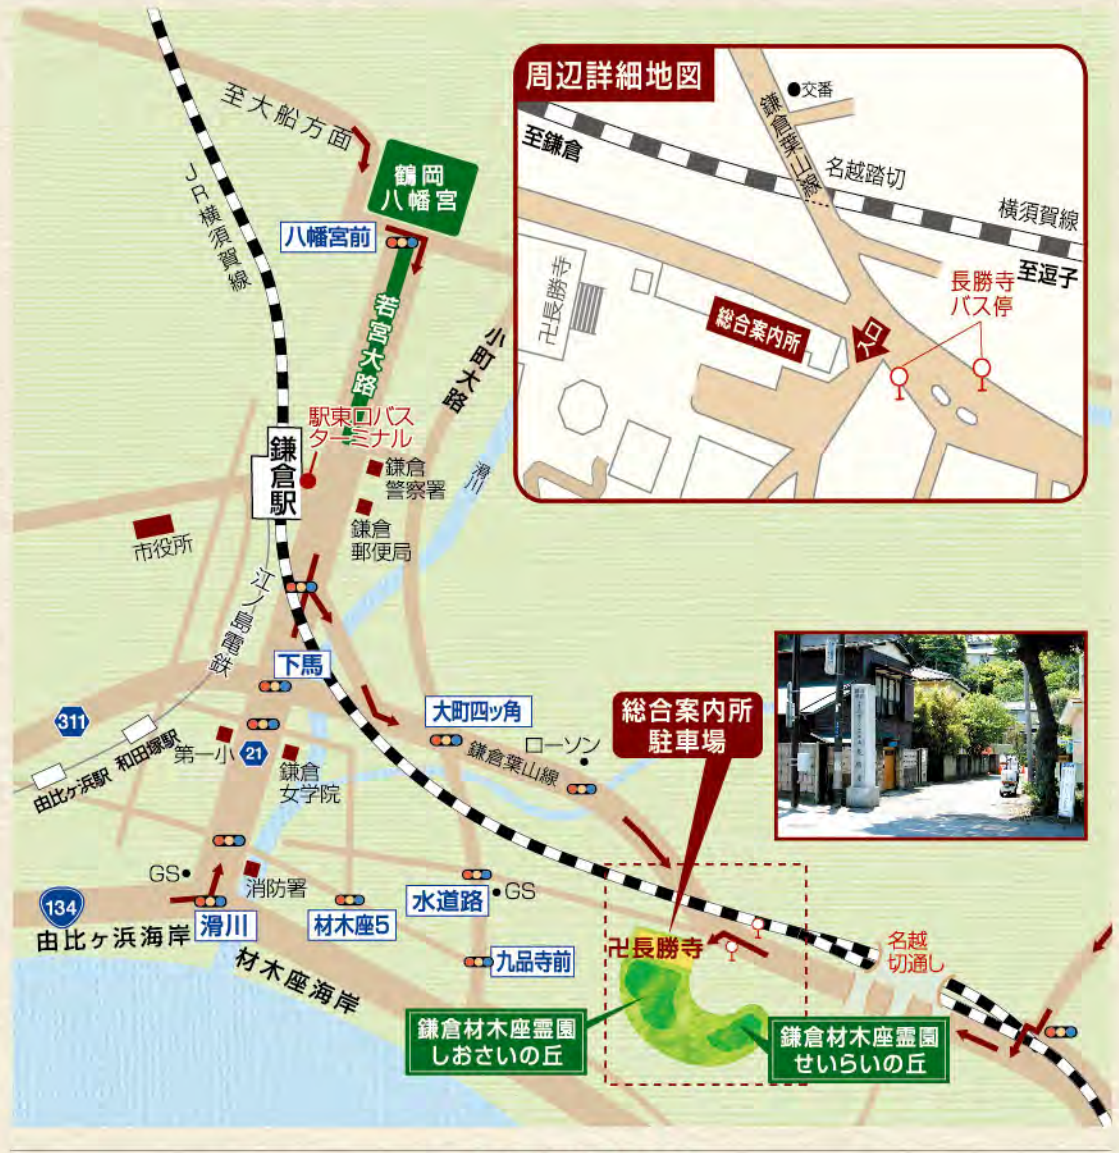 至大船方面
JR横須賀線
鶴岡
八幡宮
八幡宮前
若宮大路
小町大路
駅東口バス
ターミナル
鎌倉駅
鎌倉
警察署
滑川
鎌倉
郵便局
市役所
江ノ島電鉄
下馬
311
第一小
21
和田塚駅
由比ヶ浜駅
鎌倉
女学院
大町四ッ角
鎌倉葉山線
ローソン
総合案内所
駐車場
GS
消防署
134
由比ヶ浜海岸
滑川
材木座5
水道路
GS
材木座海岸
九品寺前
卍長勝寺
名越
切通し
鎌倉材木座霊園
しおさいの丘
鎌倉材木座霊園
せいらいの丘
周辺詳細地図
交番
鎌倉葉山線
至鎌倉
名越踏切
横須賀線
至逗子
卍長勝寺
総合案内所
入口
長勝寺
バス停